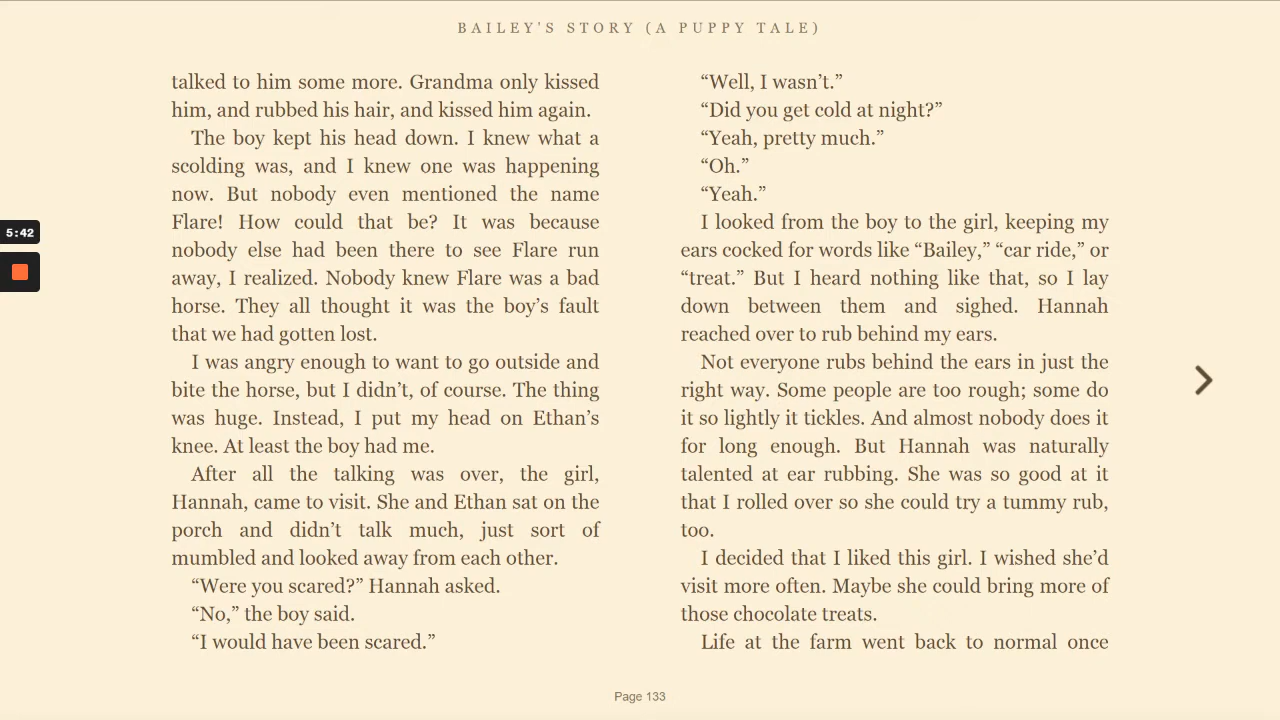 BAILEY'S STORY (A PUPPY TALE)
talked to him some more. Grandma only kissed
him, and rubbed his hair, and kissed him again.
The boy kept his head down. I knew what a
scolding was, and I knew one was happening
now. But nobody even mentioned the name
Flare! How could that be? It was because
nobody else had been there to see Flare run
away, I realized. Nobody knew Flare was a bad
horse. They all thought it was the boy’s fault
that we had gotten lost.
I was angry enough to want to go outside and
bite the horse, but I didn’t, of course. The thing
was huge. Instead, I put my head on Ethan’s
knee. At least the boy had me.
After all the talking was over, the girl,
Hannah, came to visit. She and Ethan sat on the
porch and didn’t talk much, just sort of
mumbled and looked away from each other.
“Were you scared?” Hannah asked.
“No,” the boy said.
“I would have been scared.”
“Well, I wasn’t.”
“Did you get cold at night?”
“Yeah, pretty much.”
“Oh.”
“Yeah.”
I looked from the boy to the girl, keeping my
ears cocked for words like “Bailey,” “car ride,” or
“treat.” But I heard nothing like that, so I lay
down between them and sighed. Hannah
reached over to rub behind my ears.
Not everyone rubs behind the ears in just the
right way. Some people are too rough; some do
it so lightly it tickles. And almost nobody does it
for long enough. But Hannah was naturally
talented at ear rubbing. She was so good at it
that I rolled over so she could try a tummy rub,
too.
I decided that I liked this girl. I wished she’d
visit more often. Maybe she could bring more of
those chocolate treats.
Life at the farm went back to normal once
5:42
Page 133